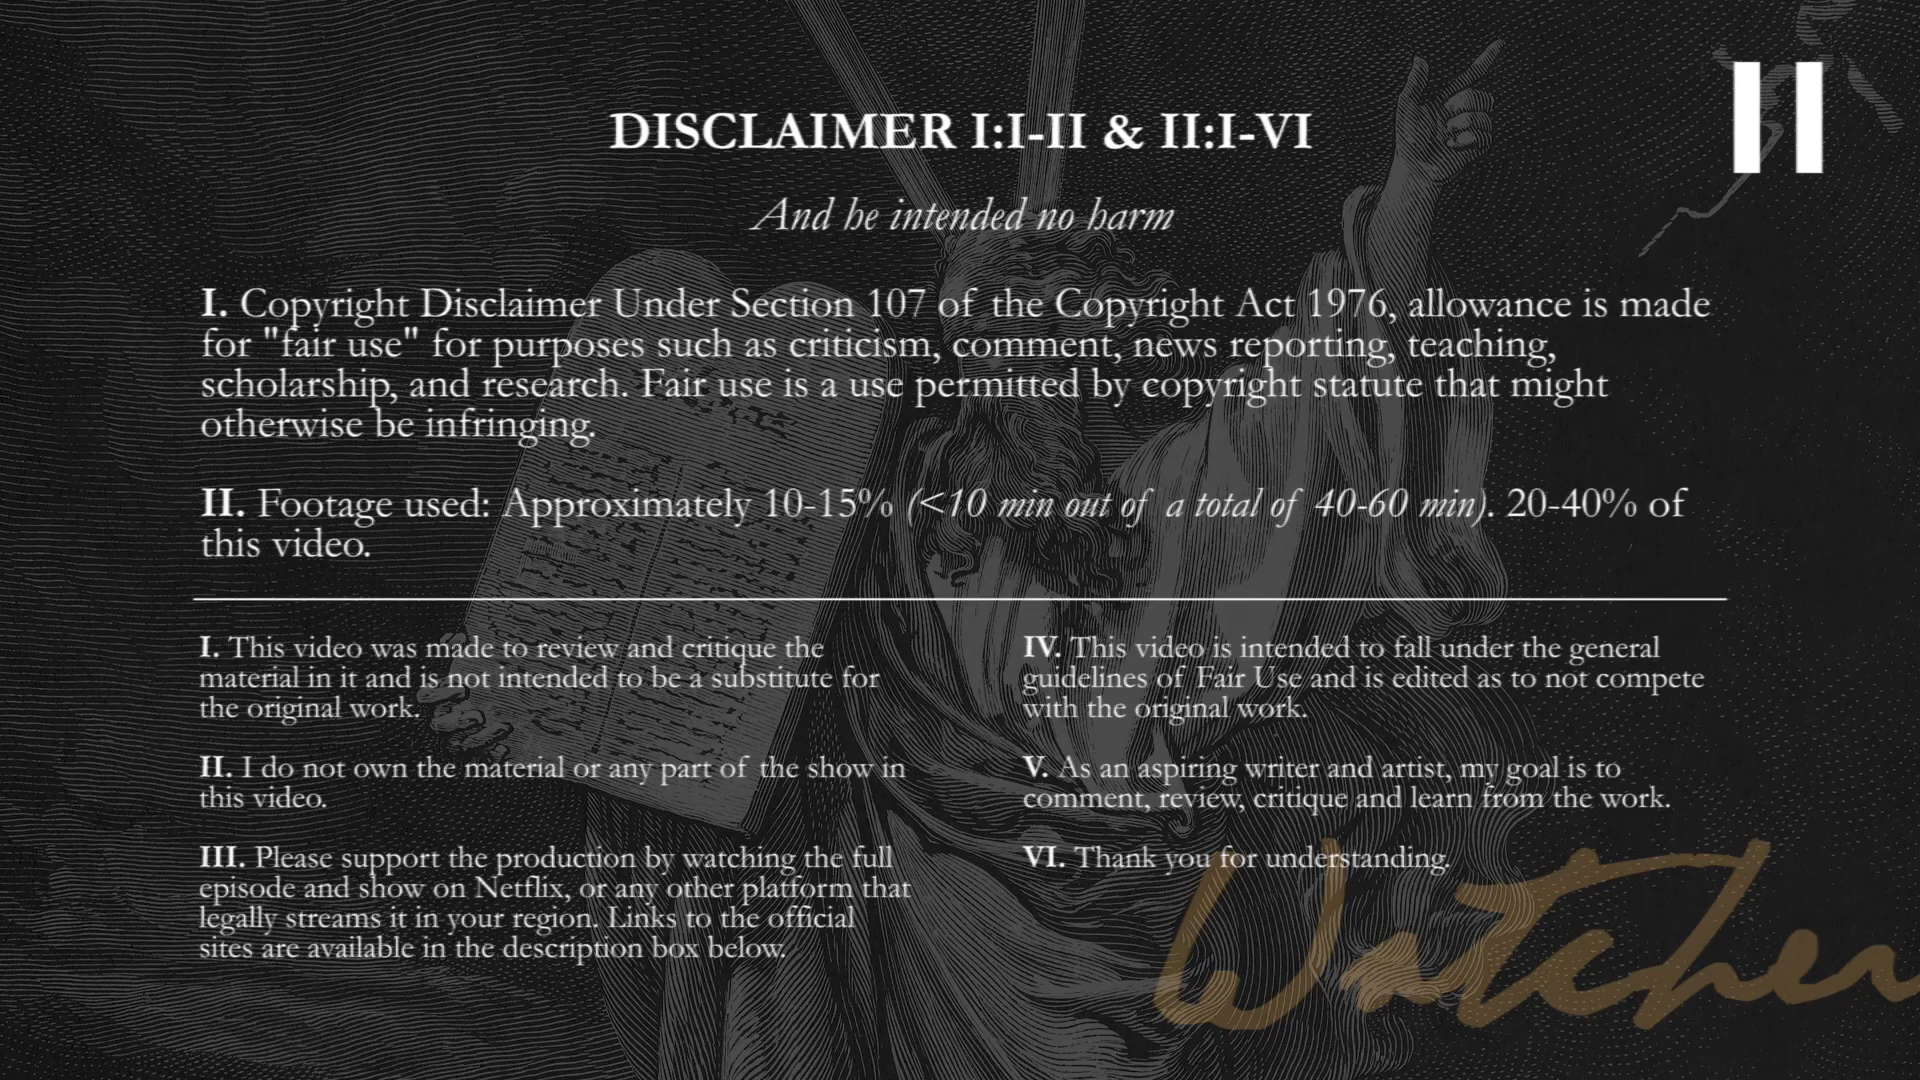 DISCLAIMER I:I-II & II:I-VI
And he intended no harm
I. Copyright Disclaimer Under Section 107 of the Copyright Act 1976, allowance is made
for "fair use" for purposes such as criticism, comment, news reporting, teaching,
scholarship, and research. Fair use is a use permitted by copyright statute that might
otherwise be infringing.
II. Footage used: Approximately 10-15% (<10 min out of a total of 40-60 min). 20-40% of
this video.
I. This video was made to review and critique the
material in it and is not intended to be a substitute for
the original work.
II. I do not own the material or any part of the show in
this video.
III. Please support the production by watching the full
episode and show on Netflix, or any other platform that
legally streams it in your region. Links to the official
sites are available in the description box below.
IV. This video is intended to fall under the general
guidelines of Fair Use and is edited as to not compete
with the original work.
V. As an aspiring writer and artist, my goal is to
comment, review, critique and learn from the work.
VI. Thank you for understanding.
Watcher